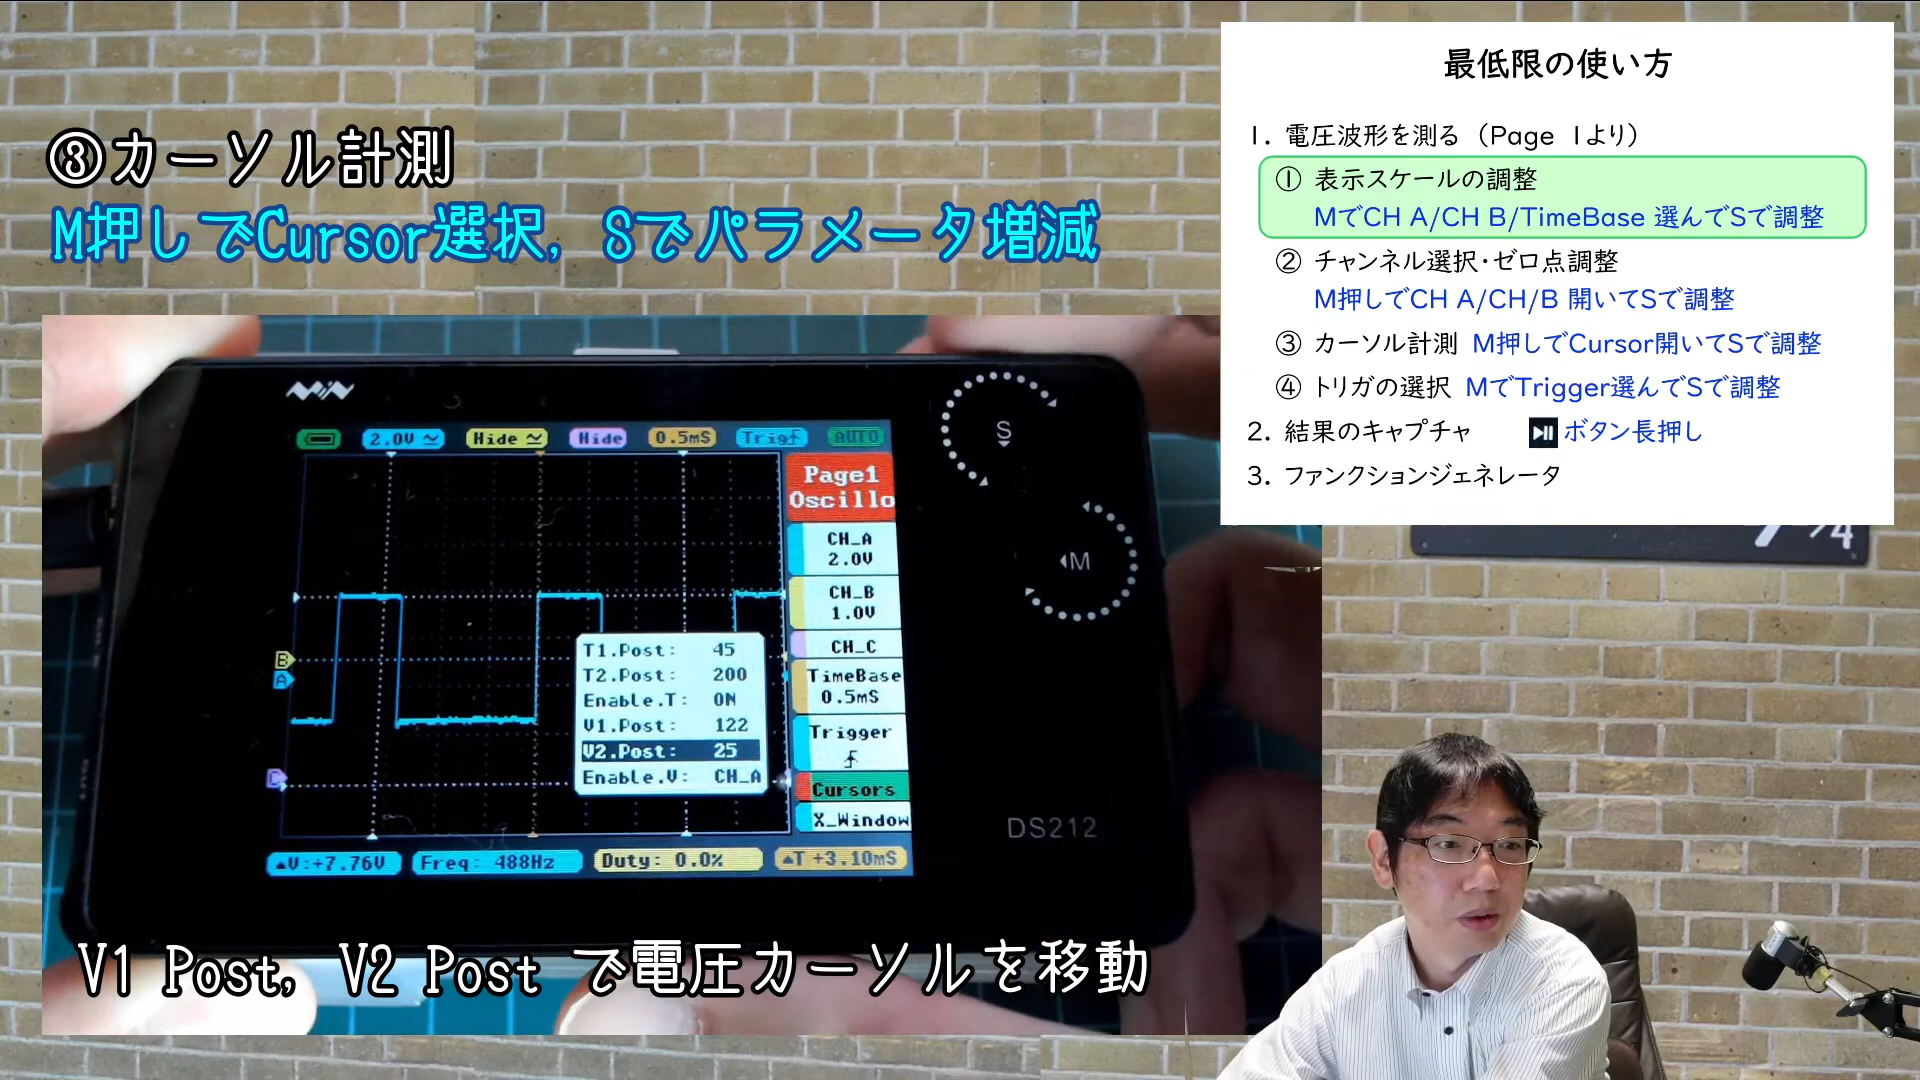 ③カーソル計測
M押しでCursor選択, Sでパラメータ増減
最低限の使い方
1. 電圧波形を測る（Page 1より）
① 表示スケールの調整
MでCH A/CH B/TimeBase 選んでSで調整
② チャンネル選択・ゼロ点調整
M押しでCH A/CH/B 開いてSで調整
③ カーソル計測 M押しでCursor開いてSで調整
④ トリガの選択 MでTrigger選んでSで調整
2. 結果のキャプチャ ボタン長押し
3. ファンクションジェネレータ
2.0V Hide Hide 0.5mS Trig AUTO
Page1
Oscillo
CH_A
2.0V
CH_B
1.0V
CH_C
TimeBase
0.5mS
Trigger
Cursors
X_Window
T1.Post: 45
T2.Post: 200
Enable.T: ON
V1.Post: 122
V2.Post: 25
Enable.V: CH_A
B
A
C
▲V:+7.76V Freq: 488Hz Duty: 0.0% ▲T +3.10mS
S
M
DS212
V1 Post, V2 Post で電圧カーソルを移動